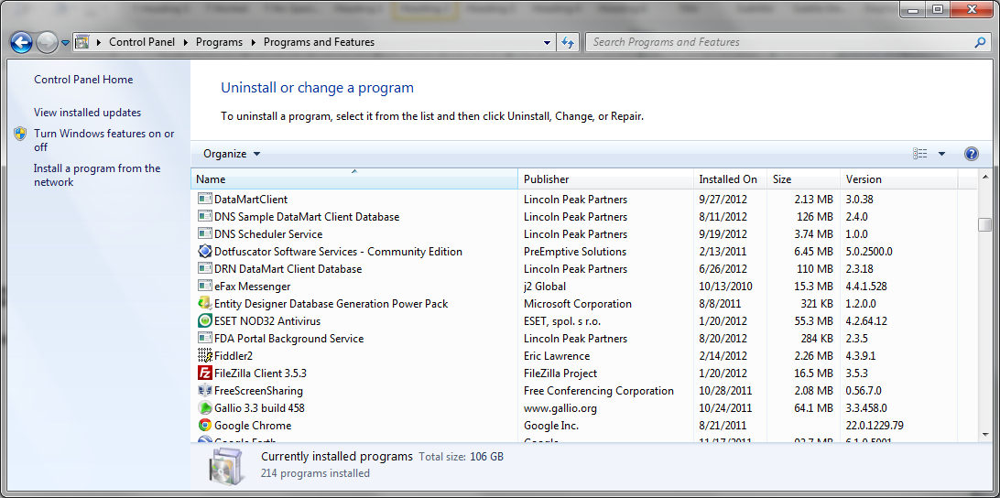 Control Panel Programs Programs and Features
Search Programs and Features
Control Panel Home
View installed updates
Turn Windows features on or
off
Install a program from the
network
Uninstall or change a program
To uninstall a program, select it from the list and then click Uninstall, Change, or Repair.
Organize
Name Publisher Installed On Size Version
DataMartClient Lincoln Peak Partners 9/27/2012 2.13 MB 3.0.38
DNS Sample DataMart Client Database Lincoln Peak Partners 8/11/2012 126 MB 2.4.0
DNS Scheduler Service Lincoln Peak Partners 9/19/2012 3.74 MB 1.0.0
Dotfuscator Software Services - Community Edition PreEmptive Solutions 2/13/2011 6.45 MB 5.0.2500.0
DRN DataMart Client Database Lincoln Peak Partners 6/26/2012 110 MB 2.3.18
eFax Messenger j2 Global 10/13/2010 15.3 MB 4.4.1.528
Entity Designer Database Generation Power Pack Microsoft Corporation 8/8/2011 321 KB 1.2.0.0
ESET NOD32 Antivirus ESET, spol. s r.o. 1/20/2012 55.3 MB 4.2.64.12
FDA Portal Background Service Lincoln Peak Partners 8/20/2012 284 KB 2.3.5
Fiddler2 Eric Lawrence 2/14/2012 2.26 MB 4.3.9.1
FileZilla Client 3.5.3 FileZilla Project 1/20/2012 16.5 MB 3.5.3
FreeScreenSharing Free Conferencing Corporation 10/28/2011 2.08 MB 0.56.7.0
Gallio 3.3 build 458 www.gallio.org 10/24/2011 64.1 MB 3.3.458.0
Google Chrome Google Inc. 8/21/2011 22.0.1229.79
Google Earth Google 11/17/2011 92.7 MB 6.1.0.5001
Currently installed programs Total size: 106 GB
214 programs installed